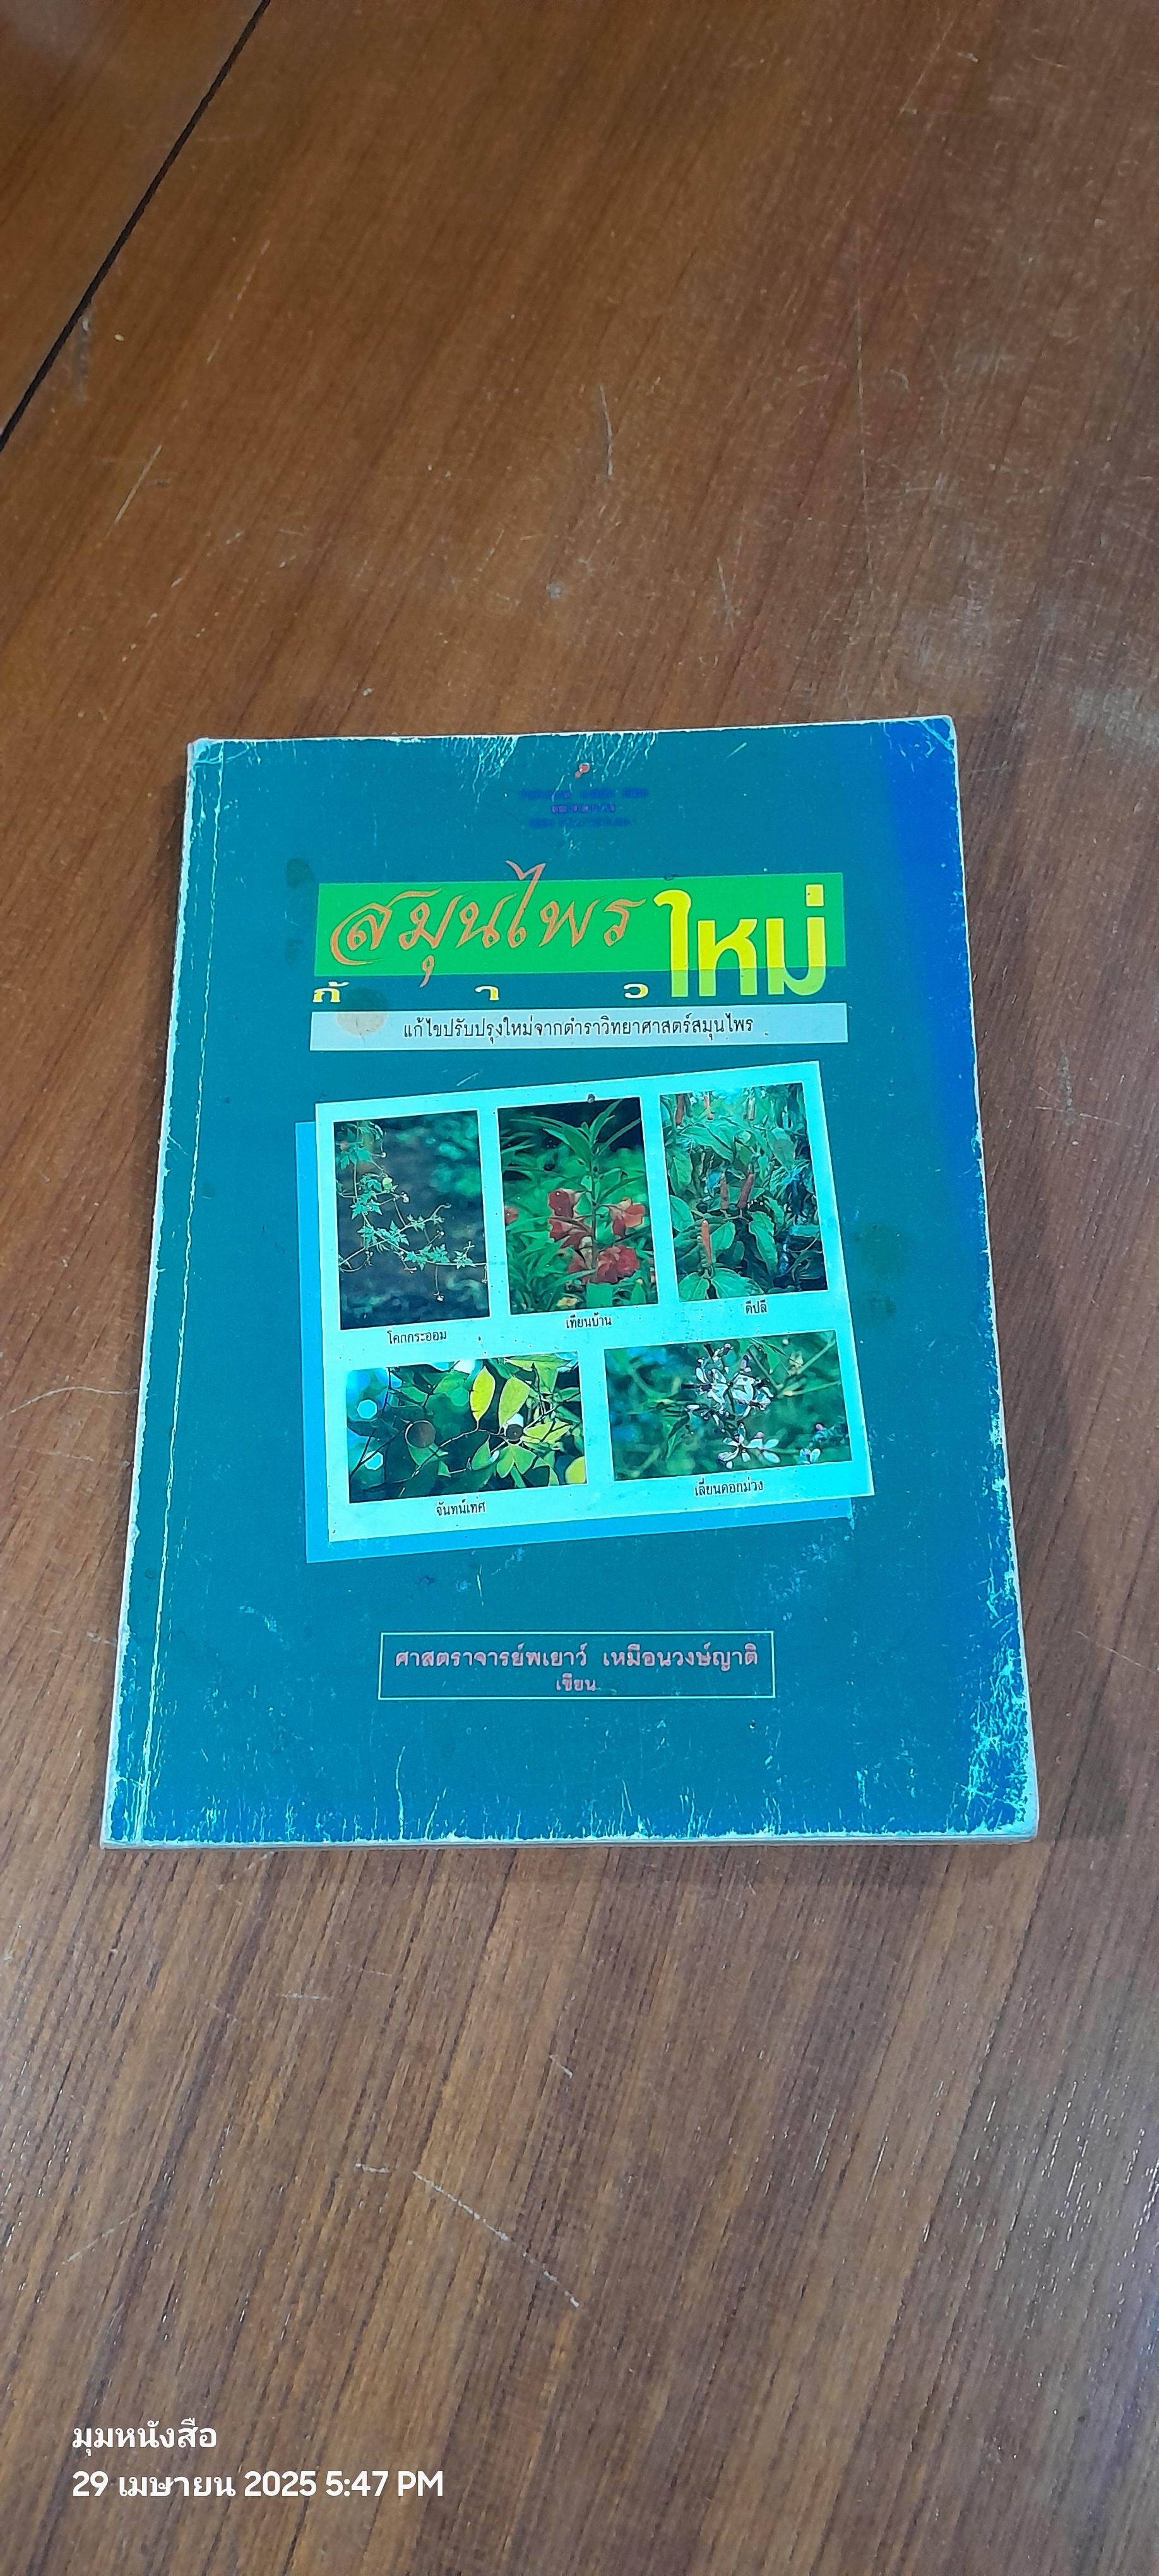 สมุนไพร
ก้าวใหม่
แก้ไขปรับปรุงใหม่จากตำราวิทยาศาสตร์สมุนไพร
โคกกระออม
เทียนบ้าน
ดีปลี
จันทน์เทศ
เลี่ยนดอกม่วง
ศาสตราจารย์พเยาว์ เหมือนวงษ์ญาติ
เขียน
มุมหนังสือ
29 เมษายน 2025 5:47 PM